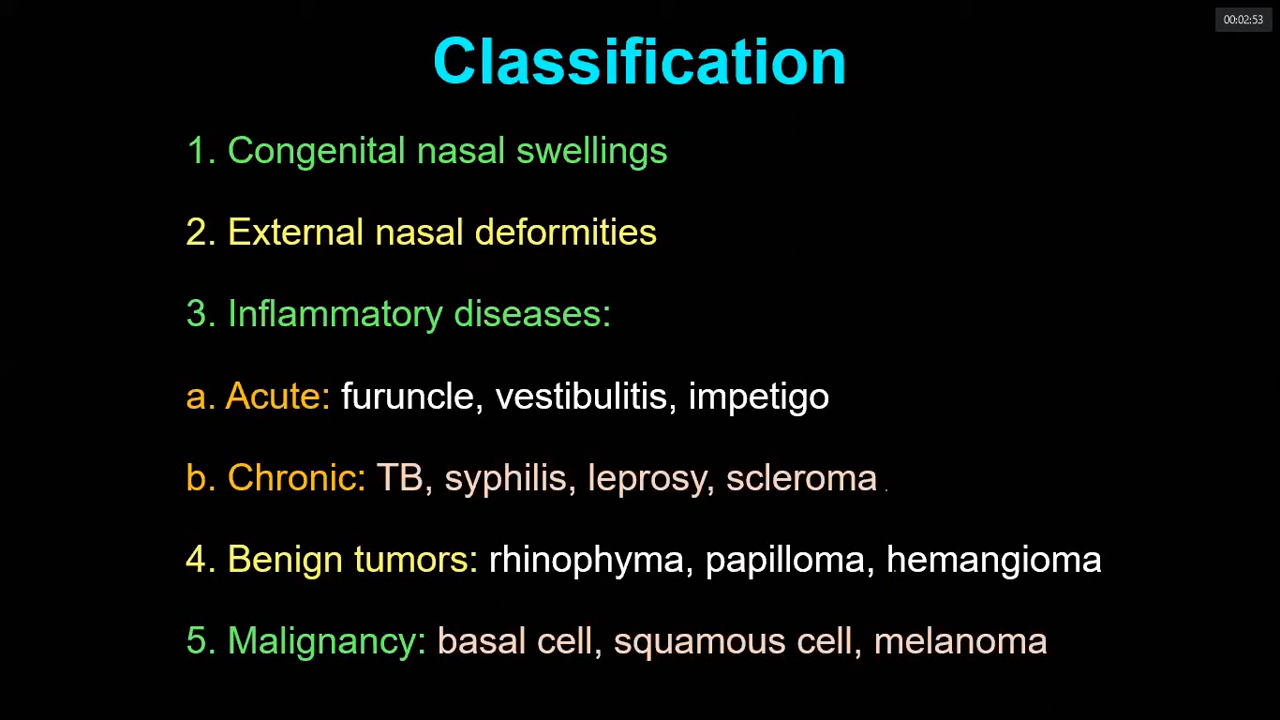 00:02:53
Classification
1. Congenital nasal swellings
2. External nasal deformities
3. Inflammatory diseases:
a. Acute: furuncle, vestibulitis, impetigo
b. Chronic: TB, syphilis, leprosy, scleroma
4. Benign tumors: rhinophyma, papilloma, hemangioma
5. Malignancy: basal cell, squamous cell, melanoma